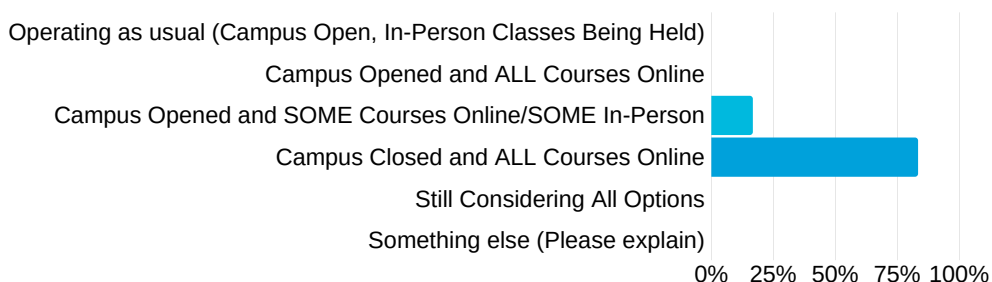 Operating as usual (Campus Open, In-Person Classes Being Held)
Campus Opened and ALL Courses Online
Campus Opened and SOME Courses Online/SOME In-Person
Campus Closed and ALL Courses Online
Still Considering All Options
Something else (Please explain)
0% 25% 50% 75% 100%